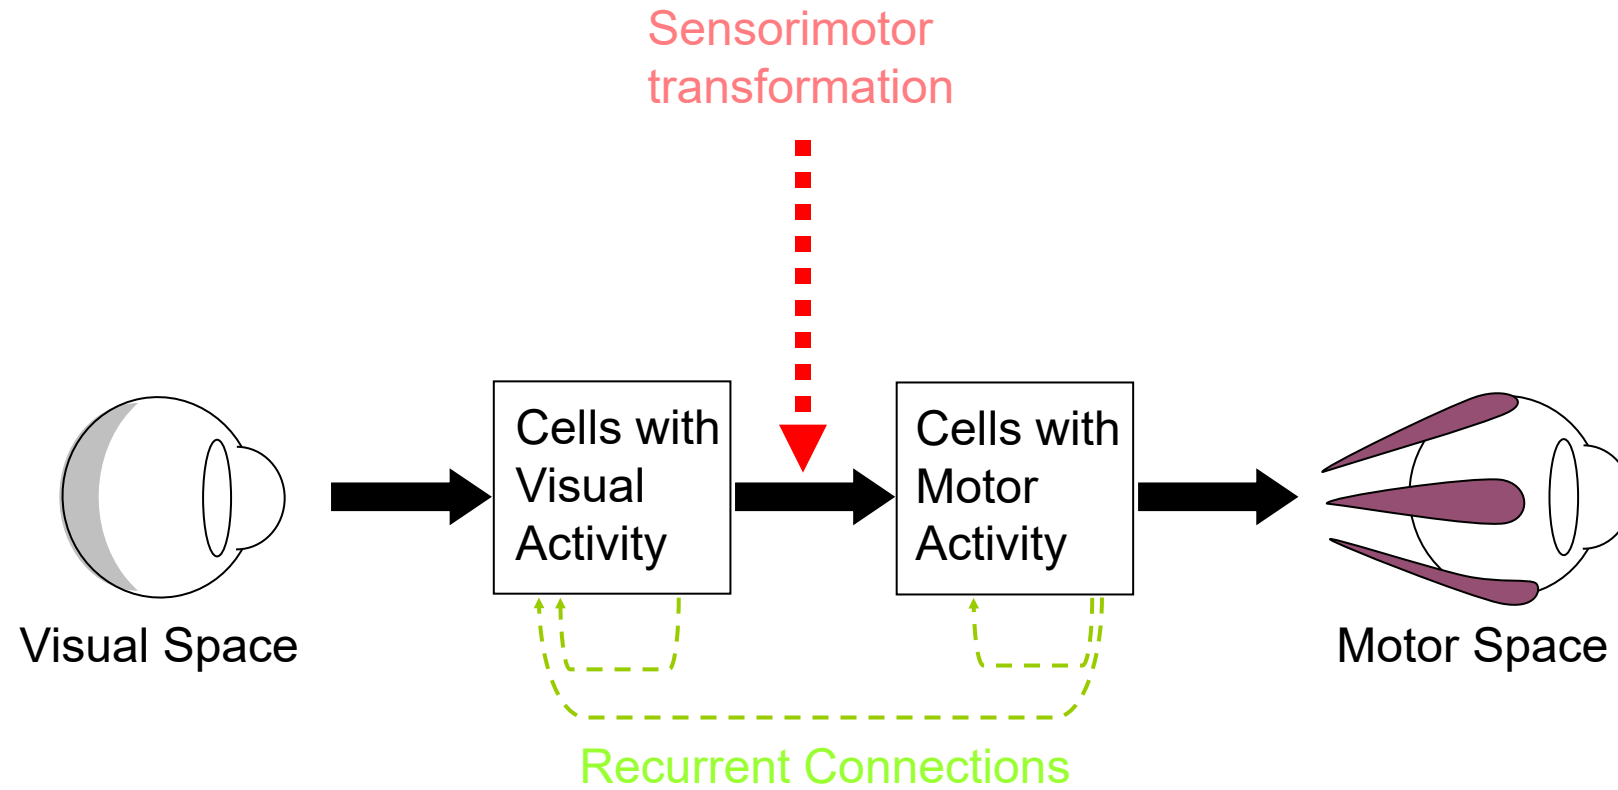 Sensorimotor
transformation
Cells with
Visual
Activity
Cells with
Motor
Activity
Visual Space
Motor Space
Recurrent Connections